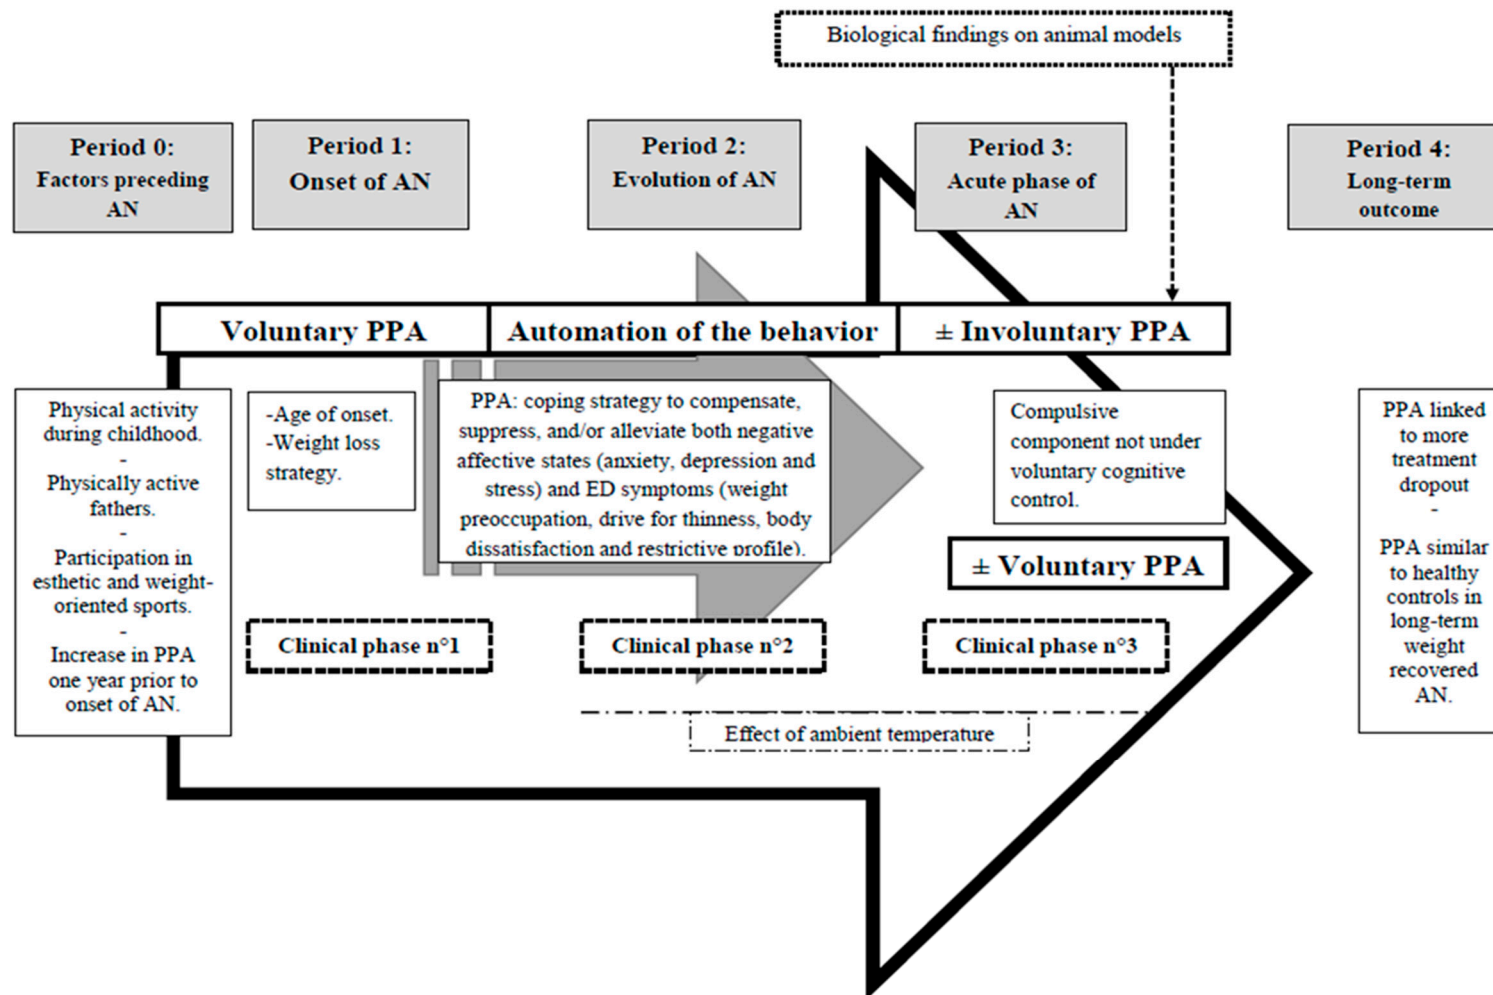 Biological findings on animal models
Period 0:
Factors preceding
AN
Period 1:
Onset of AN
Period 2:
Evolution of AN
Period 3:
Acute phase of
AN
Period 4:
Long-term
outcome
Voluntary PPA
Automation of the behavior
± Involuntary PPA
Physical activity
during childhood.
-
Physically active
fathers.
-
Participation in
esthetic and weight-
oriented sports.
-
Increase in PPA
one year prior to
onset of AN.
-Age of onset.
-Weight loss
strategy.
PPA: coping strategy to compensate,
suppress, and/or alleviate both negative
affective states (anxiety, depression and
stress) and ED symptoms (weight
preoccupation, drive for thinness, body
dissatisfaction and restrictive profile).
Compulsive
component not under
voluntary cognitive
control.
± Voluntary PPA
PPA linked
to more
treatment
dropout
-
PPA similar
to healthy
controls in
long-term
weight
recovered
AN.
Clinical phase n°1
Clinical phase n°2
Clinical phase n°3
Effect of ambient temperature